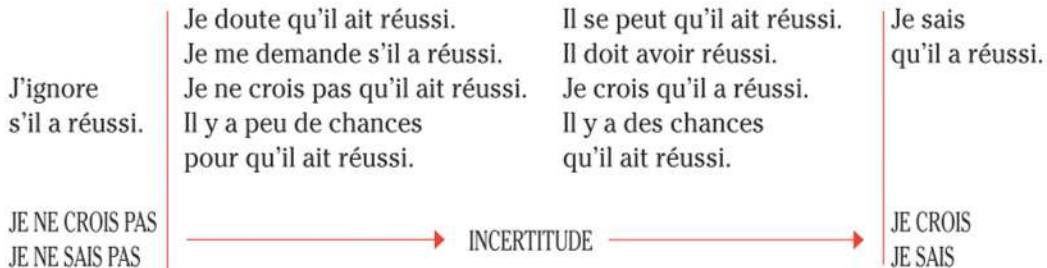 J'ignore
s'il a réussi.
Je doute qu'il ait réussi.
Je me demande s'il a réussi.
Je ne crois pas qu'il ait réussi.
Il y a peu de chances
pour qu'il ait réussi.
Il se peut qu'il ait réussi.
Il doit avoir réussi.
Je crois qu'il a réussi.
Il y a des chances
qu'il ait réussi.
Je sais
qu'il a réussi.
JE NE CROIS PAS
JE NE SAIS PAS
INCERTITUDE
JE CROIS
JE SAIS